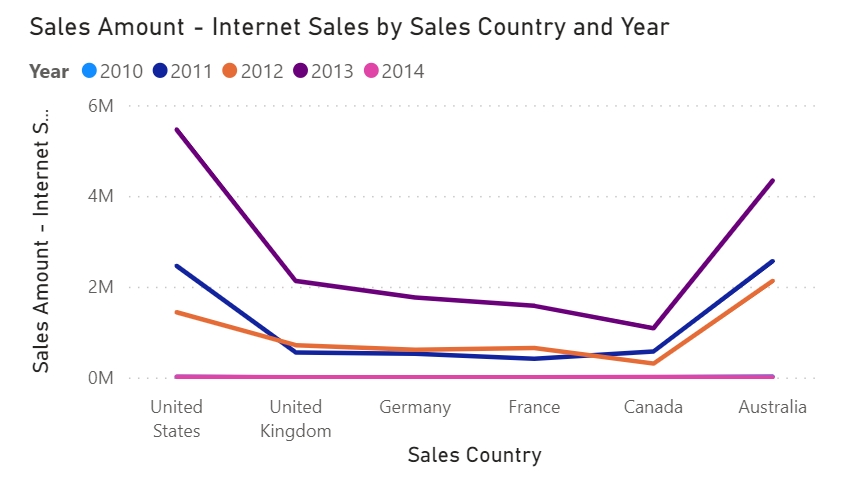 Sales Amount - Internet Sales by Sales Country and Year
Year 2010 2011 2012 2013 2014
Sales Amount - Internet S...
6M
4M
2M
0M
United States
United Kingdom
Germany
France
Canada
Australia
Sales Country